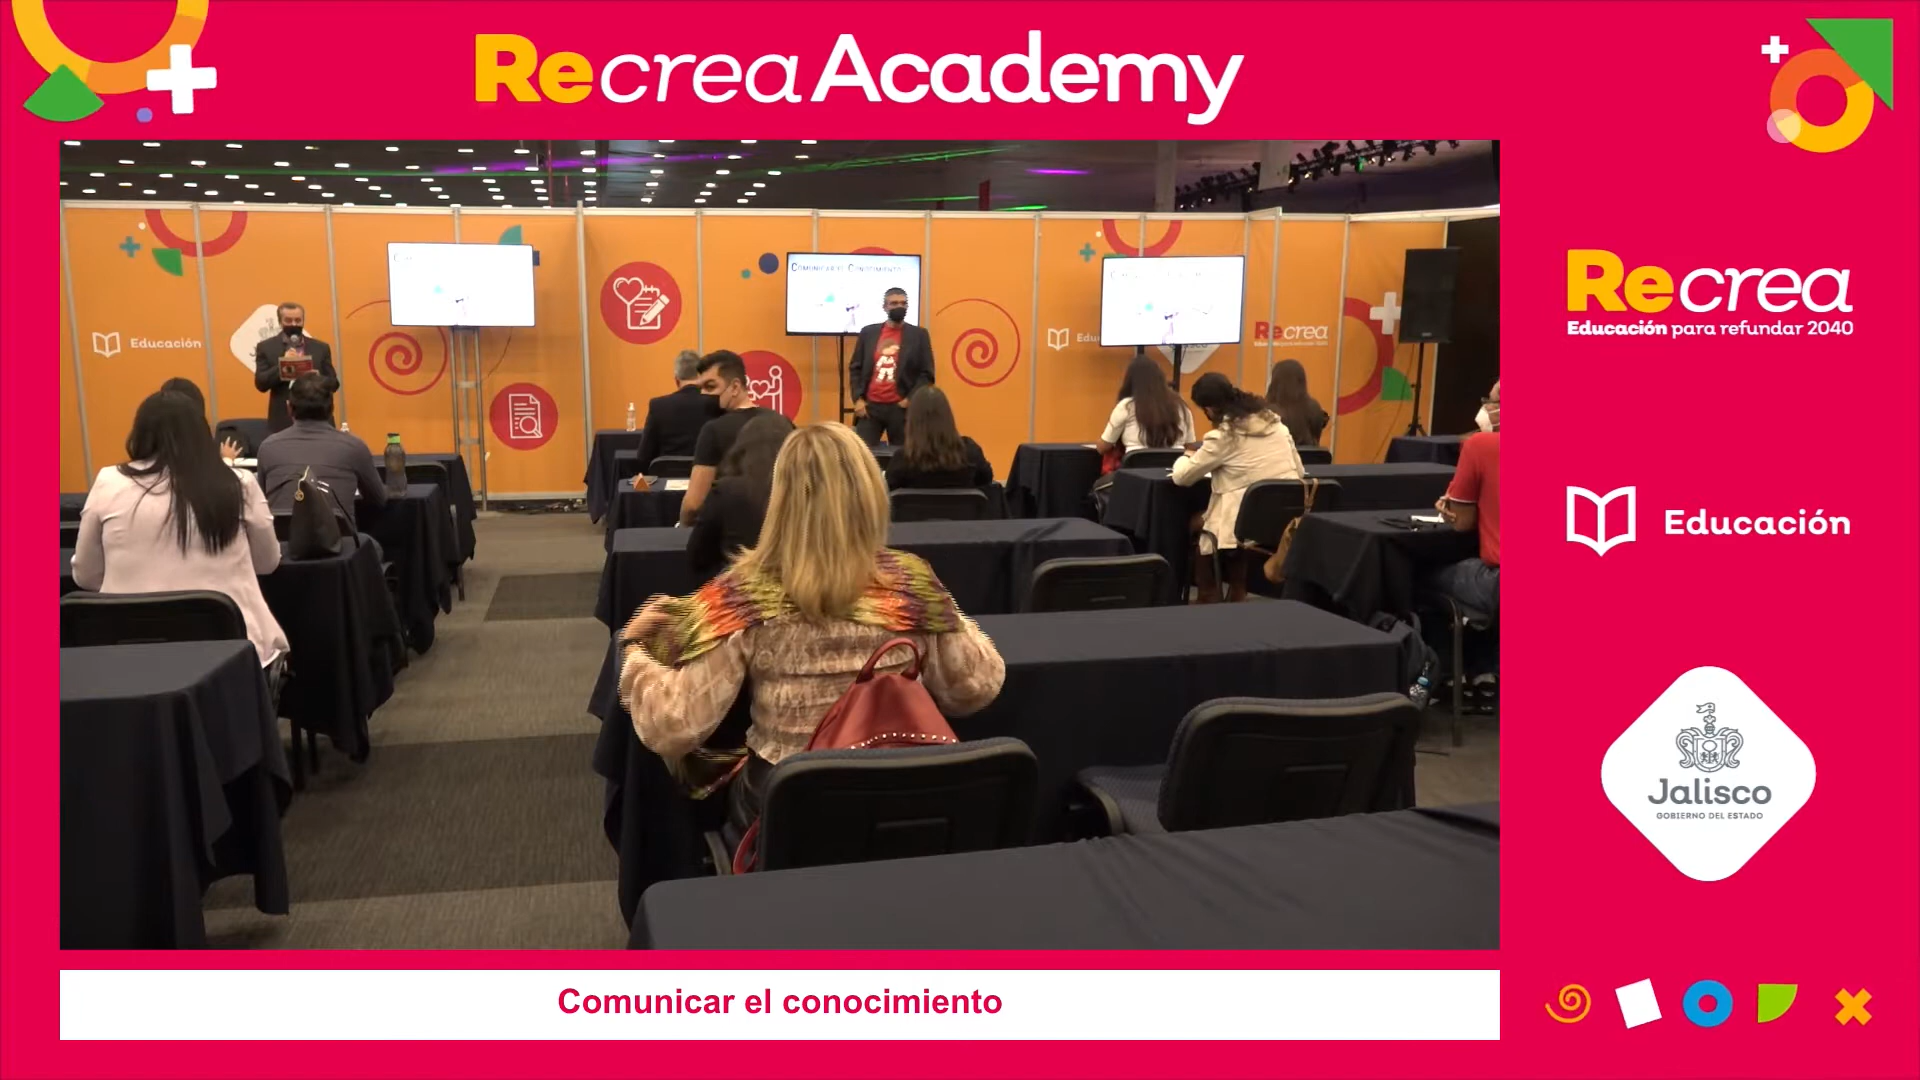 Recrea Academy
Educación
COMUNICAR EL CONOCIMIENTO
Recrea
Recrea
Educación para refundar 2040
Educación
Jalisco
GOBIERNO DEL ESTADO
Comunicar el conocimiento